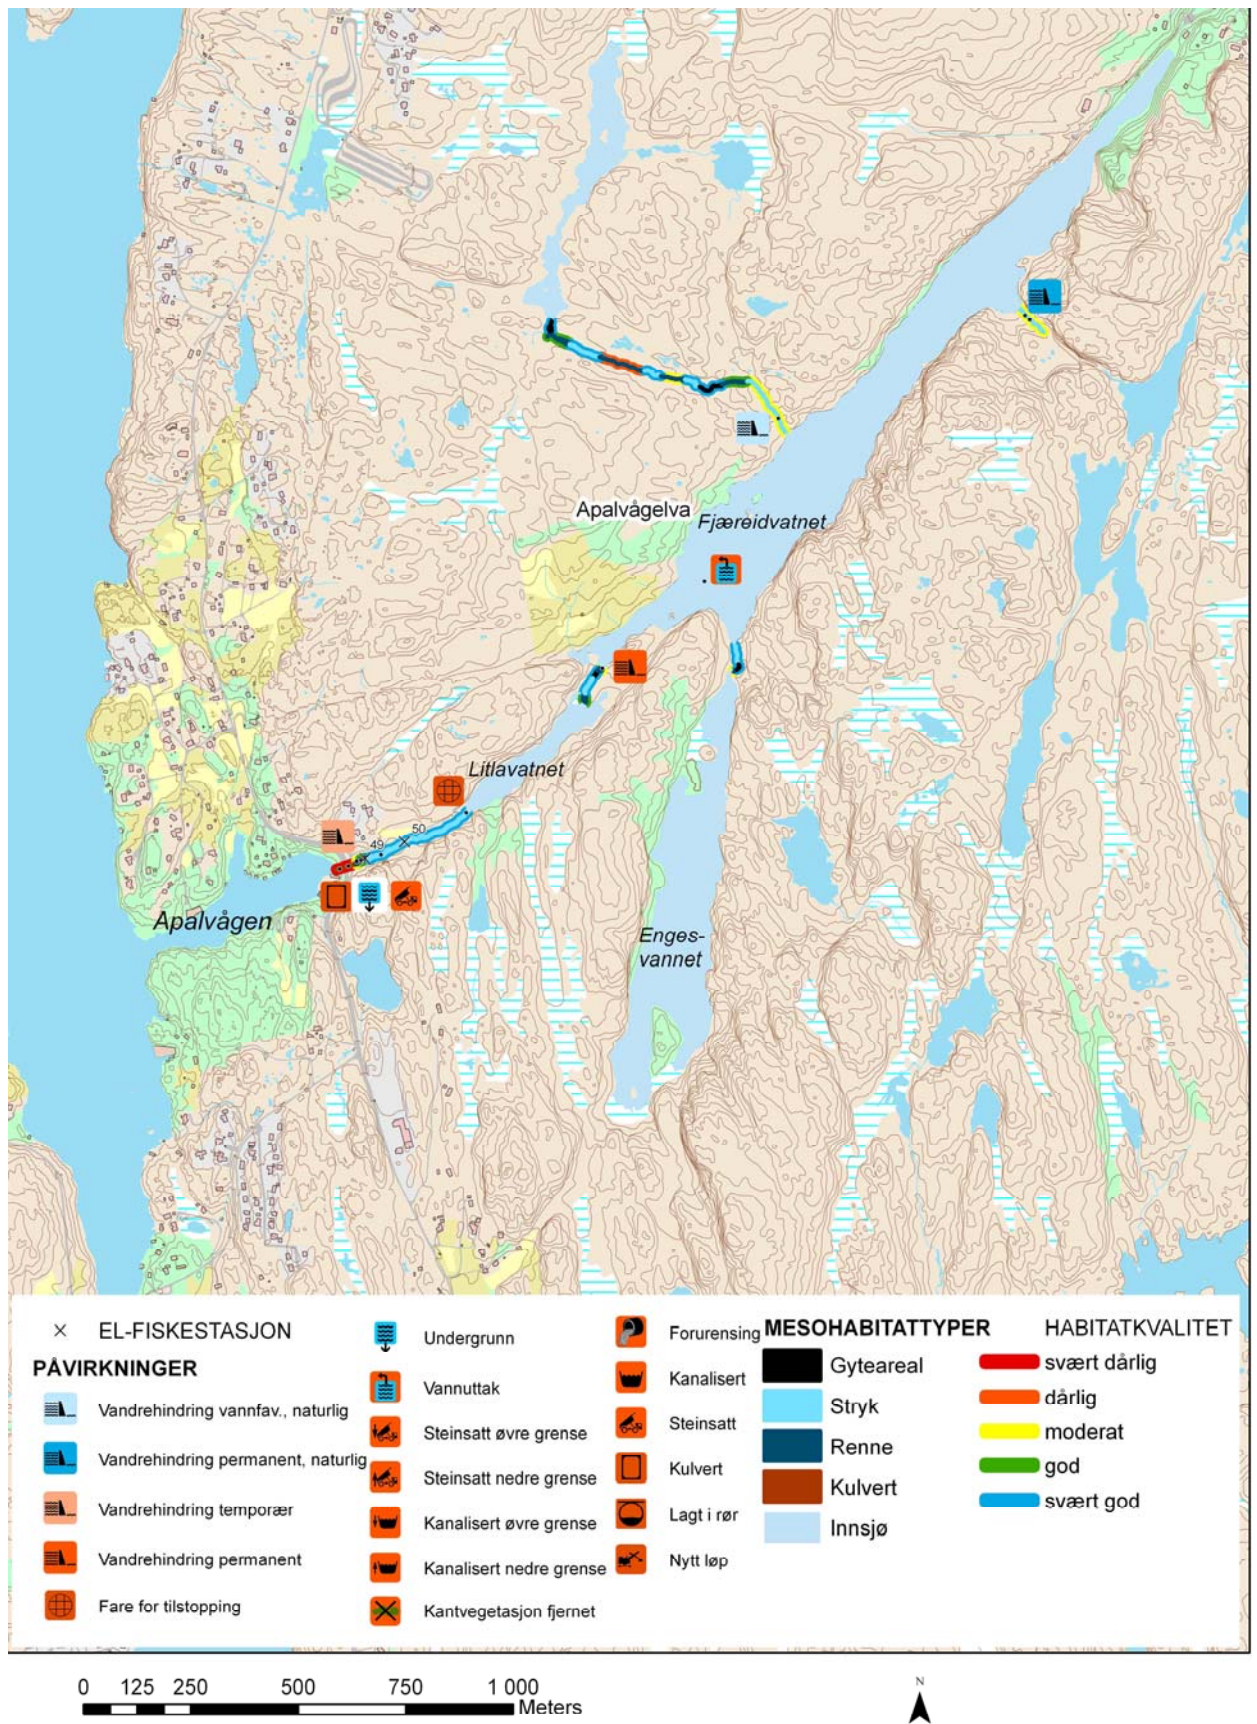 Apalvågelva
Fjæreidvatnet
Litlavatnet
50
49
Apalvågen
Enges-
vannet
EL-FISKESTASJON
PÅVIRKNINGER
Vandrehindring vannfav., naturlig
Vandrehindring permanent, naturlig
Vandrehindring temporær
Vandrehindring permanent
Fare for tilstopping
Undergrunn
Vannuttak
Steinsatt øvre grense
Steinsatt nedre grense
Kanalisert øvre grense
Kanalisert nedre grense
Kantvegetasjon fjernet
Forurensing
Kanalisert
Steinsatt
Kulvert
Lagt i rør
Nytt løp
MESOHABITATTYPER
Gyteareal
Stryk
Renne
Kulvert
Innsjø
HABITATKVALITET
svært dårlig
dårlig
moderat
god
svært god
0 125 250 500 750 1 000
Meters
N